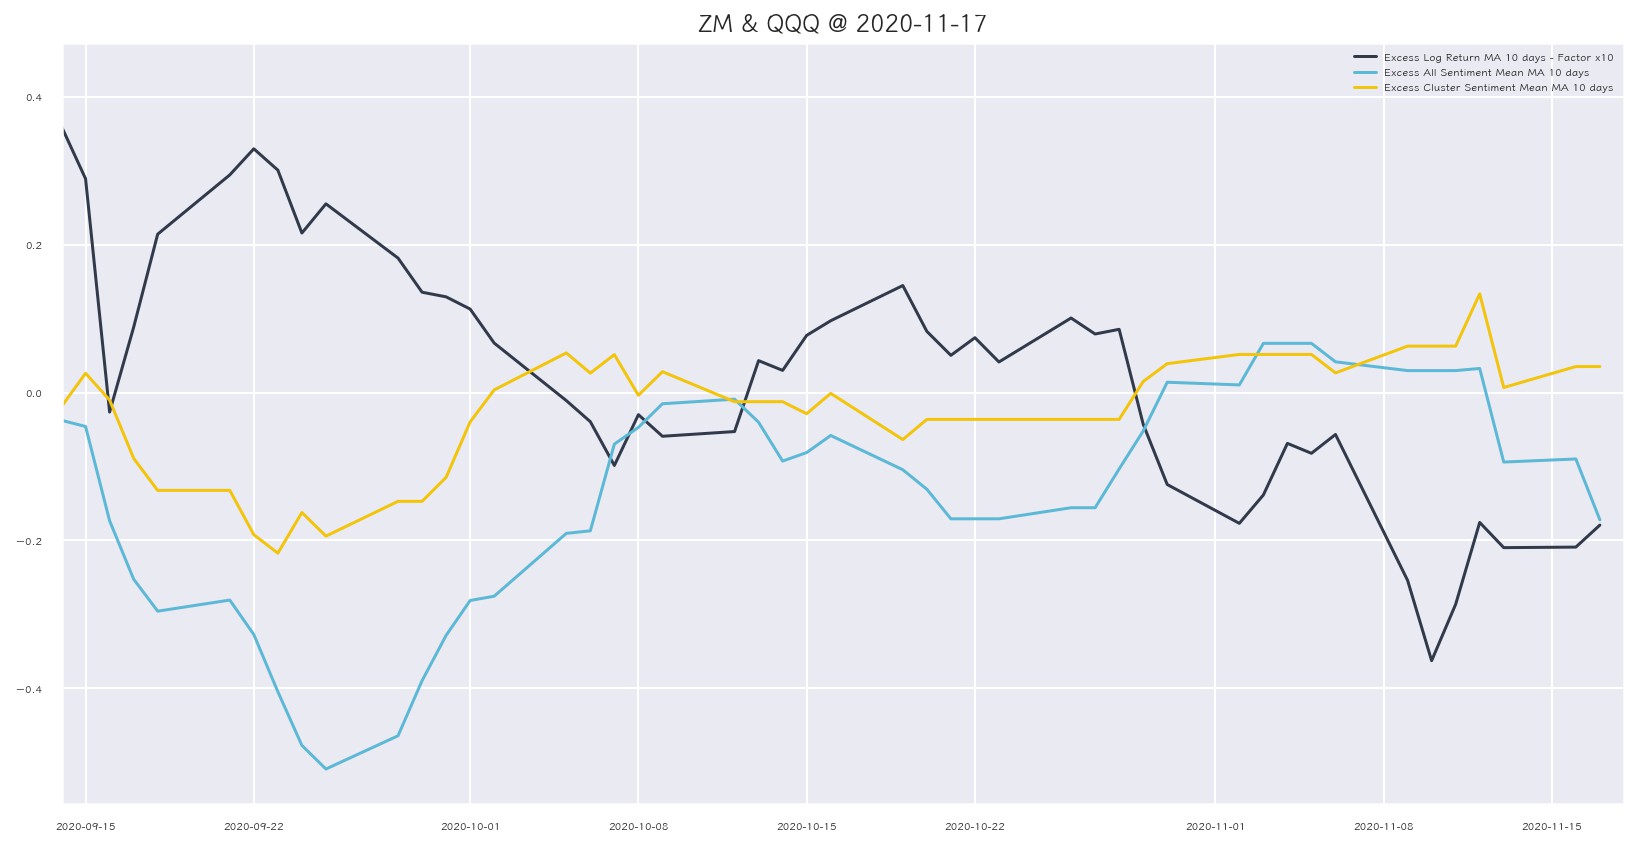 ZM & QQQ @ 2020-11-17
Excess Log Return MA 10 days - Factor x10
Excess All Sentiment Mean MA 10 days
Excess Cluster Sentiment Mean MA 10 days
0.4
0.2
0.0
−0.2
−0.4
2020-09-15 2020-09-22 2020-10-01 2020-10-08 2020-10-15 2020-10-22 2020-11-01 2020-11-08 2020-11-15